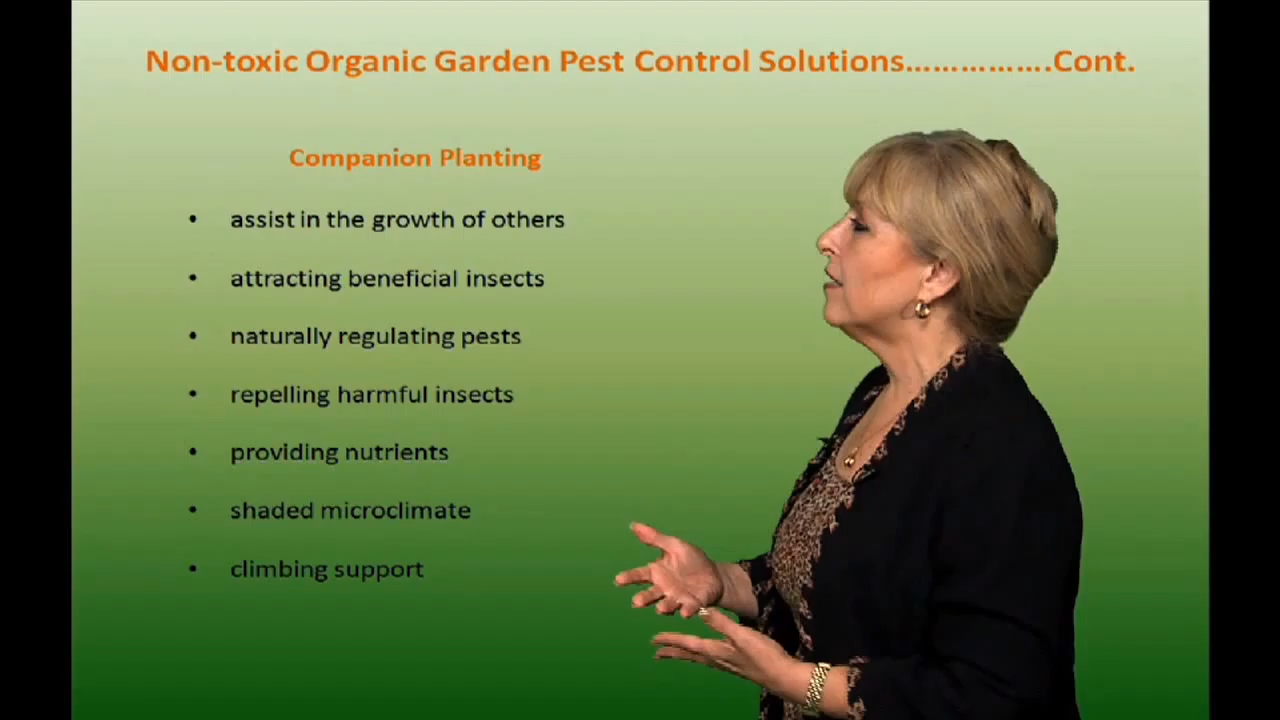 Non-toxic Organic Garden Pest Control Solutions…………….Cont.
Companion Planting
• assist in the growth of others
• attracting beneficial insects
• naturally regulating pests
• repelling harmful insects
• providing nutrients
• shaded microclimate
• climbing support